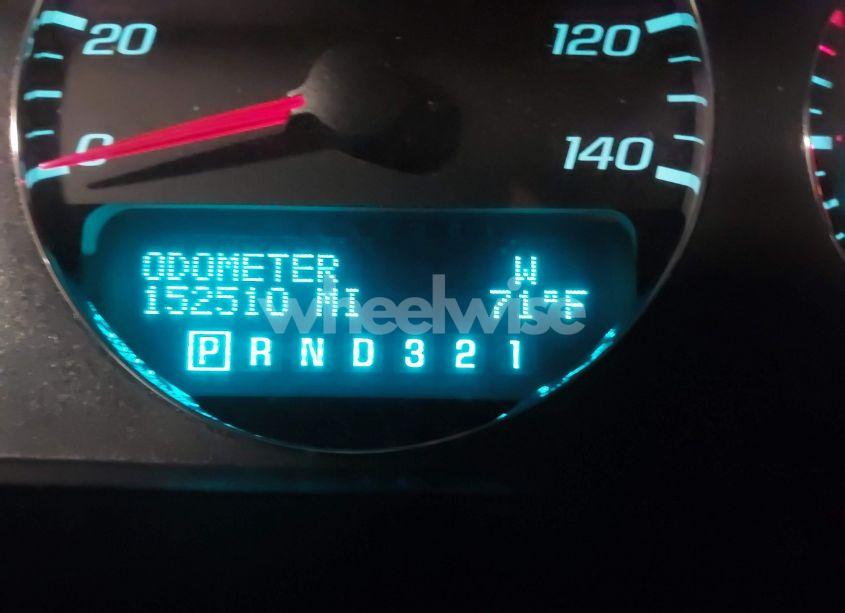 20 120
0 140
ODOMETER W
152510 MI 71°F
P R N D 3 2 1
wheelwise